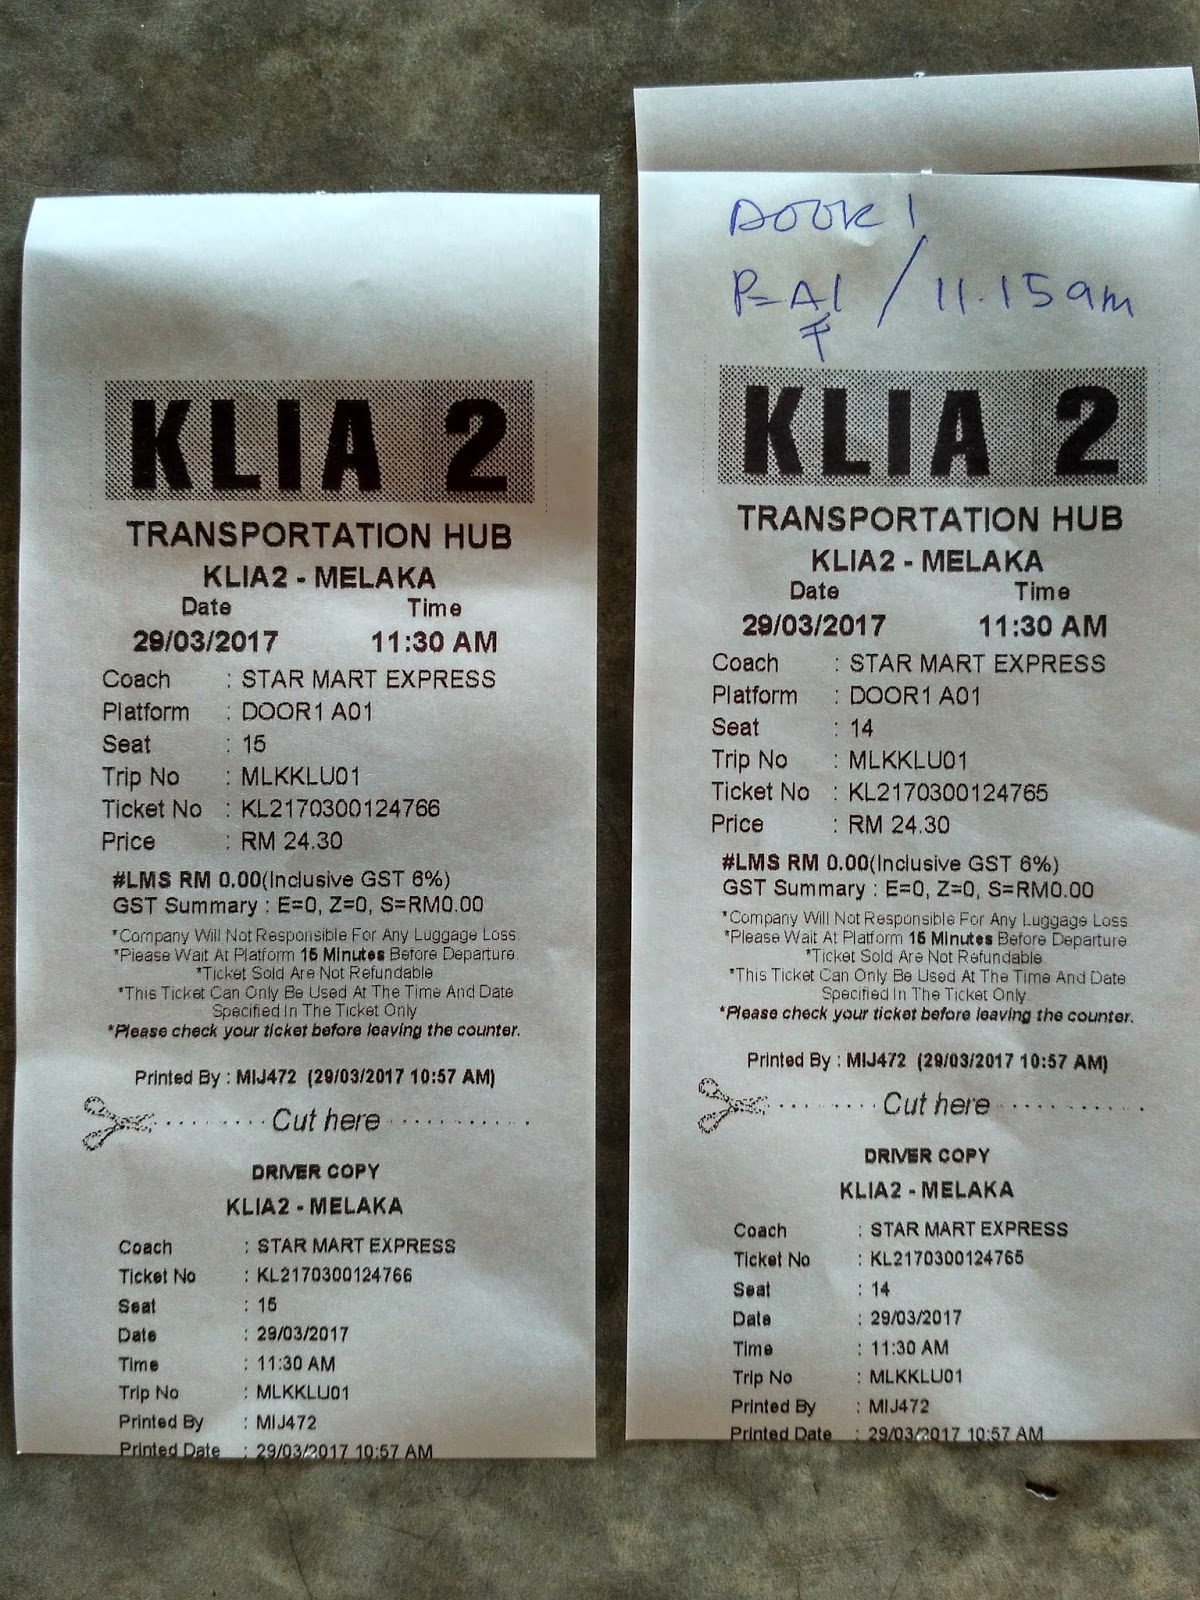 KLIA 2
TRANSPORTATION HUB
KLIA2 - MELAKA
Date Time
29/03/2017 11:30 AM
Coach : STAR MART EXPRESS
Platform : DOOR1 A01
Seat : 15
Trip No : MLKKLU01
Ticket No : KL2170300124766
Price : RM 24.30
#LMS RM 0.00(Inclusive GST 6%)
GST Summary : E=0, Z=0, S=RM0.00
*Company Will Not Responsible For Any Luggage Loss.
*Please Wait At Platform 15 Minutes Before Departure.
*Ticket Sold Are Not Refundable
*This Ticket Can Only Be Used At The Time And Date
Specified In The Ticket Only
*Please check your ticket before leaving the counter.
Printed By : MIJ472 (29/03/2017 10:57 AM)
Cut here
DRIVER COPY
KLIA2 - MELAKA
Coach : STAR MART EXPRESS
Ticket No : KL2170300124766
Seat : 15
Date : 29/03/2017
Time : 11:30 AM
Trip No : MLKKLU01
Printed By : MIJ472
Printed Date : 29/03/2017 10:57 AM
DOOR 1
P=A1 / 11.15am
KLIA 2
TRANSPORTATION HUB
KLIA2 - MELAKA
Date Time
29/03/2017 11:30 AM
Coach : STAR MART EXPRESS
Platform : DOOR1 A01
Seat : 14
Trip No : MLKKLU01
Ticket No : KL2170300124765
Price : RM 24.30
#LMS RM 0.00(Inclusive GST 6%)
GST Summary : E=0, Z=0, S=RM0.00
*Company Will Not Responsible For Any Luggage Loss.
*Please Wait At Platform 15 Minutes Before Departure.
*Ticket Sold Are Not Refundable.
*This Ticket Can Only Be Used At The Time And Date
Specified In The Ticket Only.
*Please check your ticket before leaving the counter.
Printed By : MIJ472 (29/03/2017 10:57 AM)
Cut here
DRIVER COPY
KLIA2 - MELAKA
Coach : STAR MART EXPRESS
Ticket No : KL2170300124765
Seat : 14
Date : 29/03/2017
Time : 11:30 AM
Trip No : MLKKLU01
Printed By : MIJ472
Printed Date : 29/03/2017 10:57 AM